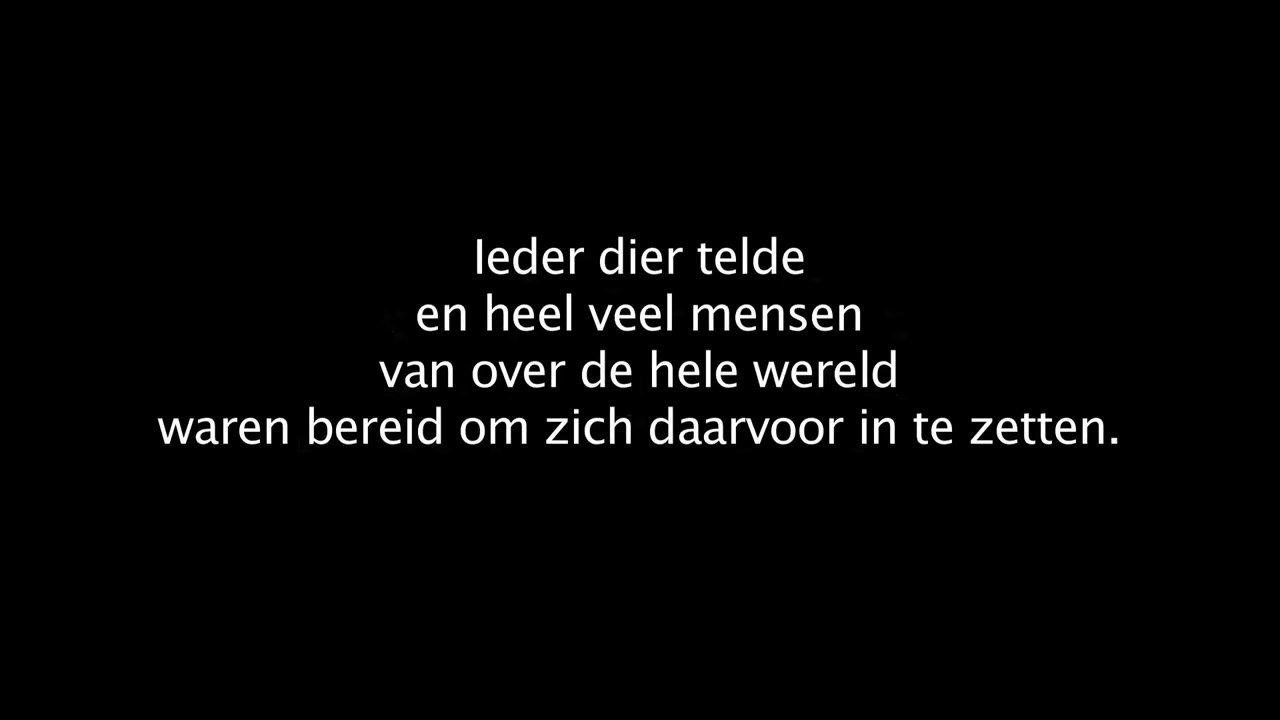 Ieder dier telde
en heel veel mensen
van over de hele wereld
waren bereid om zich daarvoor in te zetten.